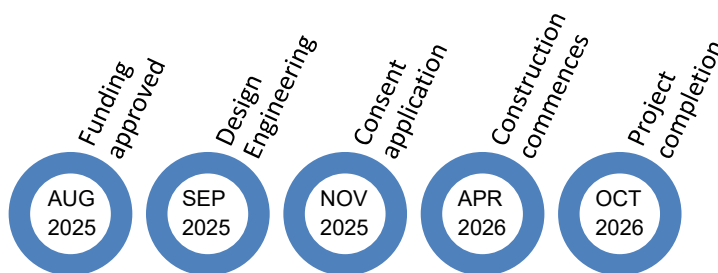 Funding
approved
Design
Engineering
Consent
application
Construction
commences
Project
completion
AUG
2025
SEP
2025
NOV
2025
APR
2026
OCT
2026